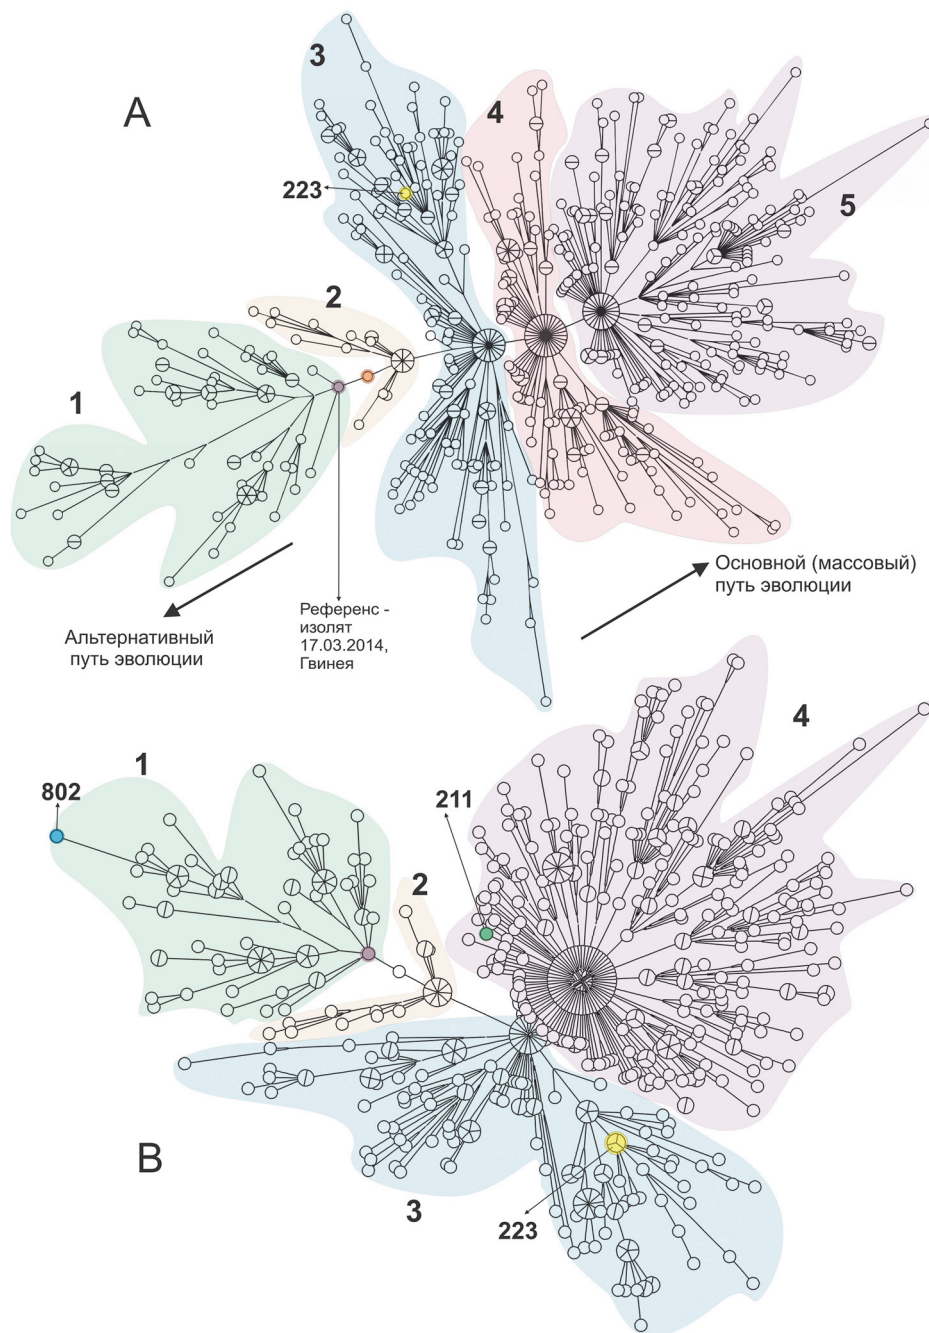 A
3
4
5
223
2
1
Основной (массовый)
путь эволюции
Референс -
изолят
17.03.2014,
Гвинея
Альтернативный
путь эволюции
4
1
802
211
2
B
3
223